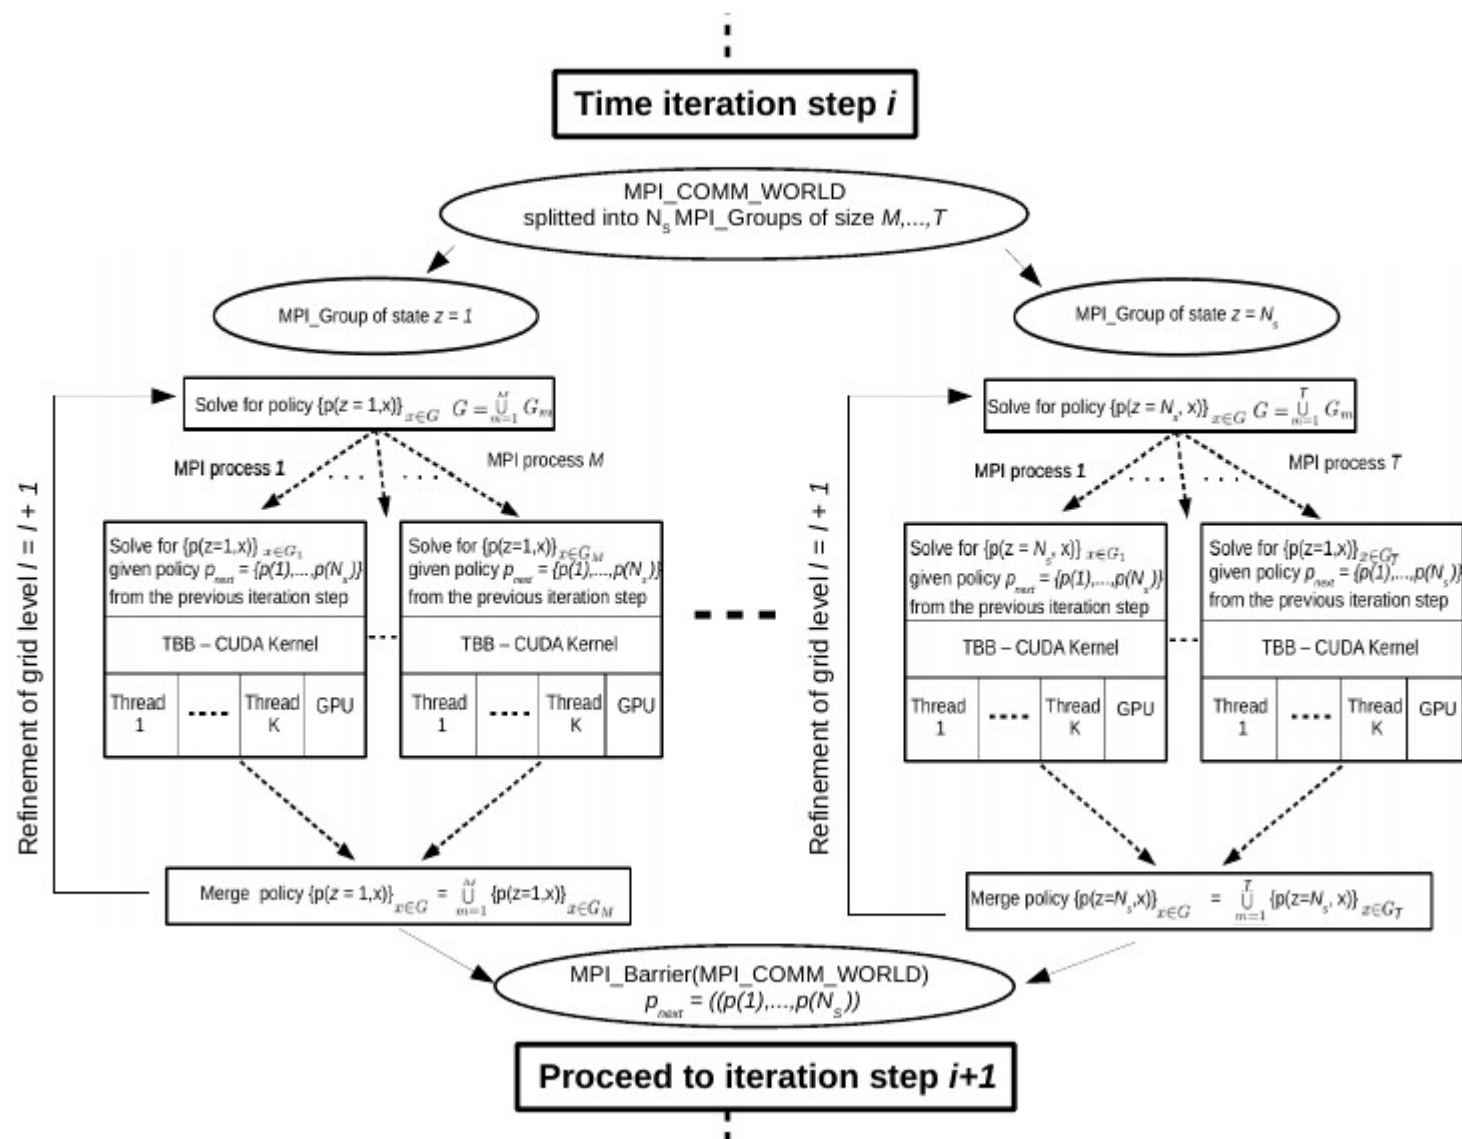 Time iteration step i
MPI_COMM_WORLD
splitted into N_s MPI_Groups of size M,...,T
MPI_Group of state z = 1
MPI_Group of state z = N_s
Solve for policy {p(z = 1,x)}_{x∈G} G = ⋃_{m=1}^{M} G_m
Solve for policy {p(z = N_s, x)}_{x∈G} G = ⋃_{m=1}^{T} G_m
MPI process 1
MPI process M
MPI process 1
MPI process T
Refinement of grid level l = l + 1
Solve for {p(z=1,x)}_{x∈G_1}
given policy p_next = {p(1),...,p(N_s)}
from the previous iteration step
TBB – CUDA Kernel
Thread
1
Thread
K
GPU
Solve for {p(z=1,x)}_{x∈G_M}
given policy p_next = {p(1),...,p(N_s)}
from the previous iteration step
TBB – CUDA Kernel
Thread
1
Thread
K
GPU
Refinement of grid level l = l + 1
Solve for {p(z = N_s, x)}_{x∈G_1}
given policy p_next = {p(1),...,p(N_s)}
from the previous iteration step
TBB – CUDA Kernel
Thread
1
Thread
K
GPU
Solve for {p(z=1,x)}_{x∈G_T}
given policy p_next = {p(1),...,p(N_s)}
from the previous iteration step
TBB – CUDA Kernel
Thread
1
Thread
K
GPU
Merge policy {p(z = 1,x)}_{x∈G} = ⋃_{m=1}^{M} {p(z=1,x)}_{x∈G_M}
Merge policy {p(z=N_s,x)}_{x∈G} = ⋃_{m=1}^{T} {p(z=N_s, x)}_{x∈G_T}
MPI_Barrier(MPI_COMM_WORLD)
p_next = ((p(1),...,p(N_S))
Proceed to iteration step i+1